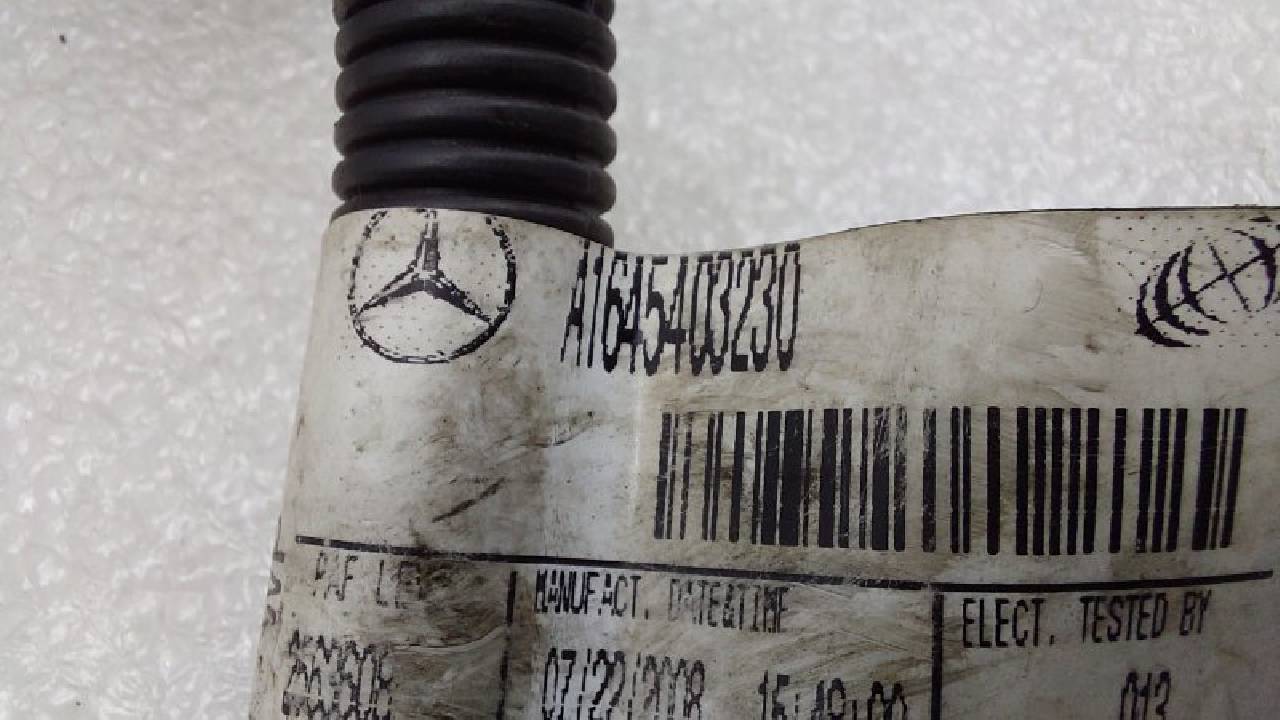 A1645403230
MANUFACT. DATE&TIME
ELECT. TESTED BY
07/22/2008 15:49:00
013